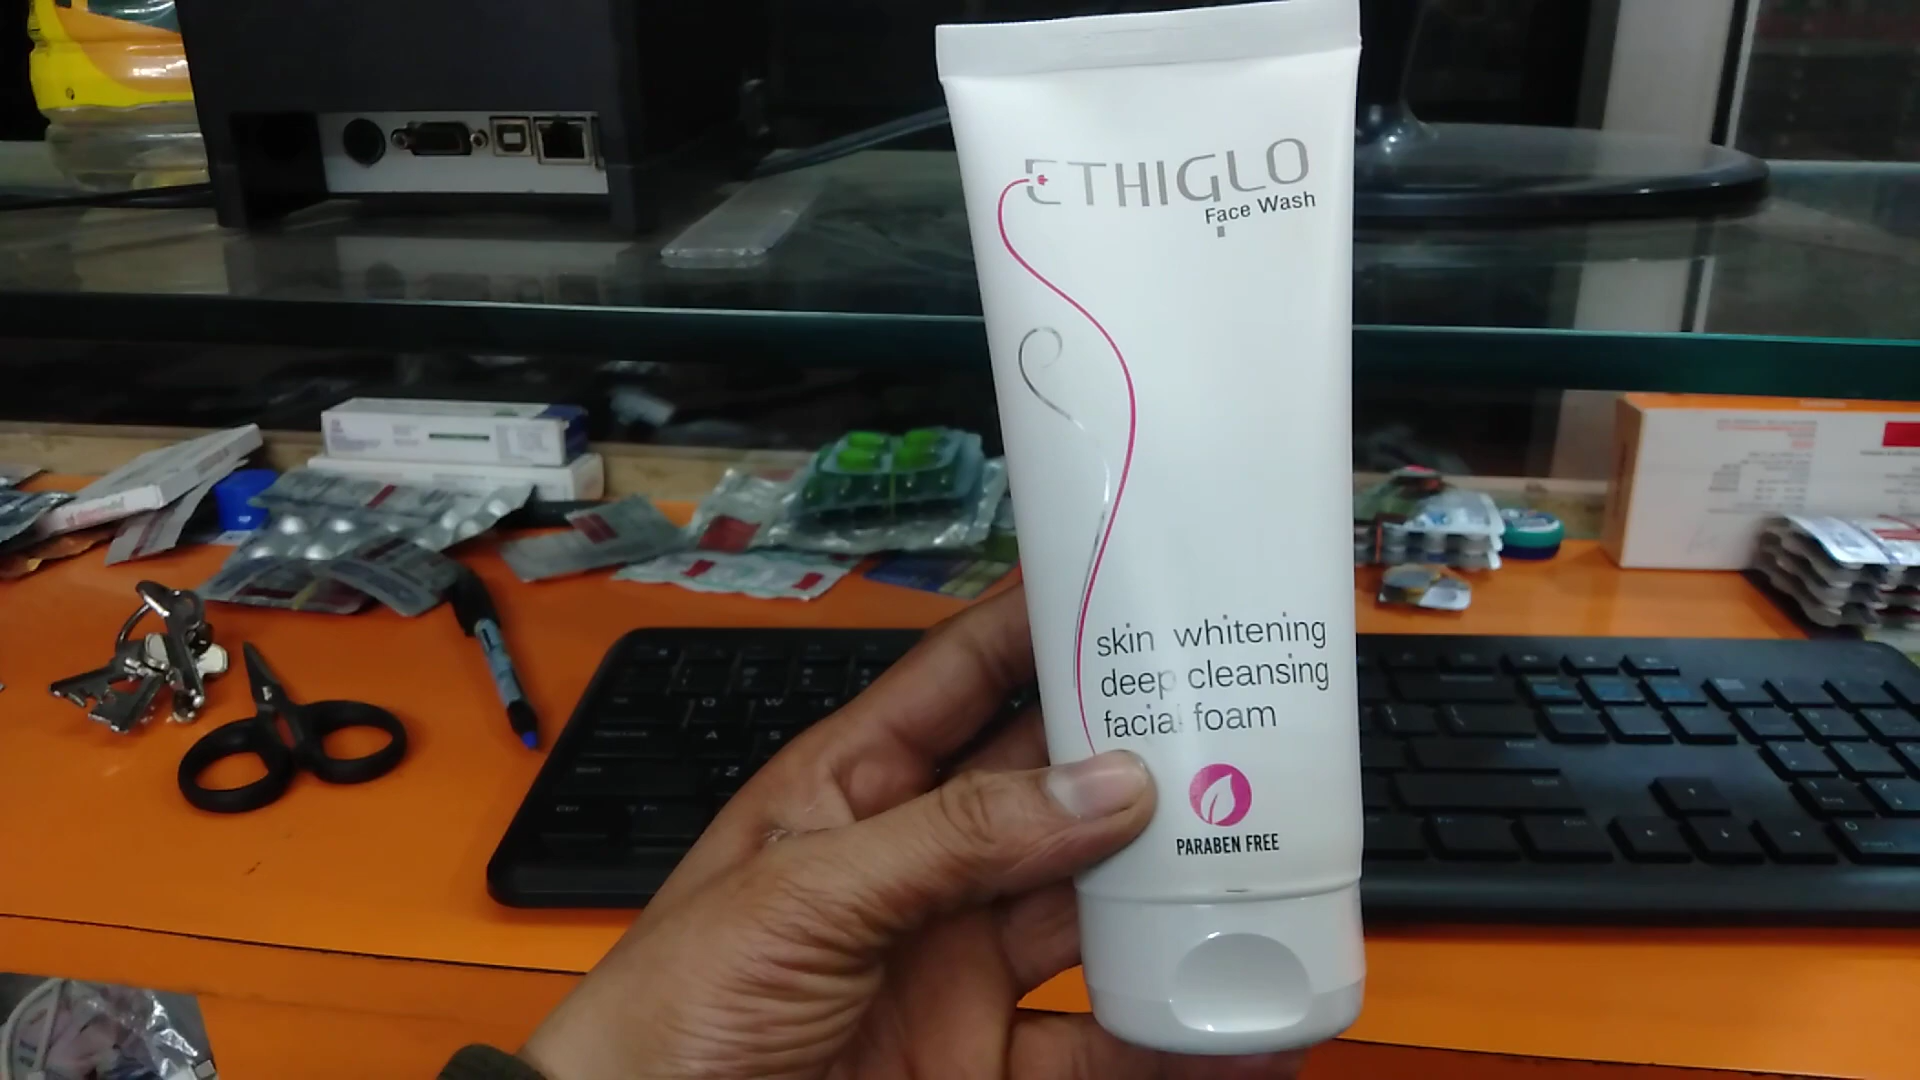 ETHIGLO
Face Wash
skin whitening
deep cleansing
facial foam
PARABEN FREE